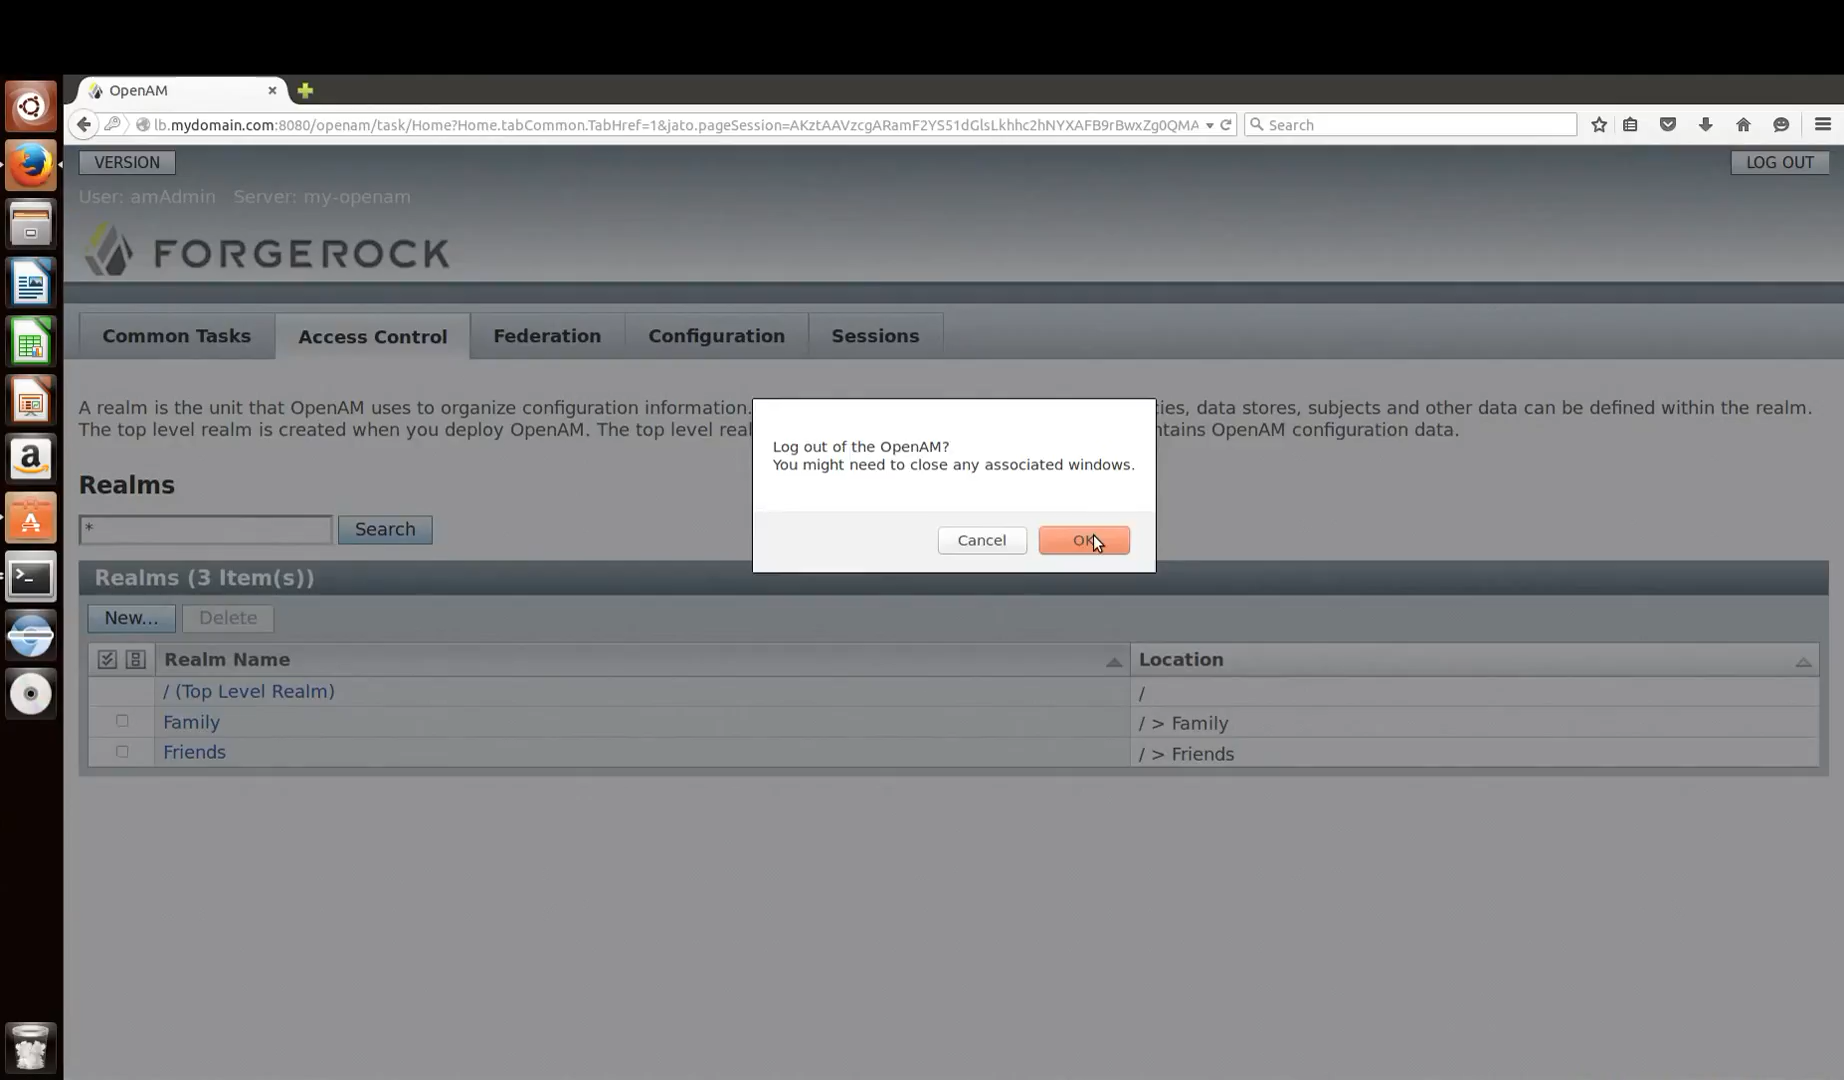 OpenAM
lb.mydomain.com:8080/openam/task/Home?Home.tabCommon.TabHref=1&jato.pageSession=AKztAAVzcgARamF2YS51dGlsLkhhc2hNYXAFB9rBwxZg0QMA
Search
VERSION
LOG OUT
User: amAdmin Server: my-openam
FORGEROCK
Common Tasks
Access Control
Federation
Configuration
Sessions
A realm is the unit that OpenAM uses to organize configuration information. ies, data stores, subjects and other data can be defined within the realm.
The top level realm is created when you deploy OpenAM. The top level real ntains OpenAM configuration data.
Log out of the OpenAM?
You might need to close any associated windows.
Cancel
OK
Realms
*
Search
Realms (3 Item(s))
New...
Delete
Realm Name
Location
/ (Top Level Realm)
/
Family
/ > Family
Friends
/ > Friends